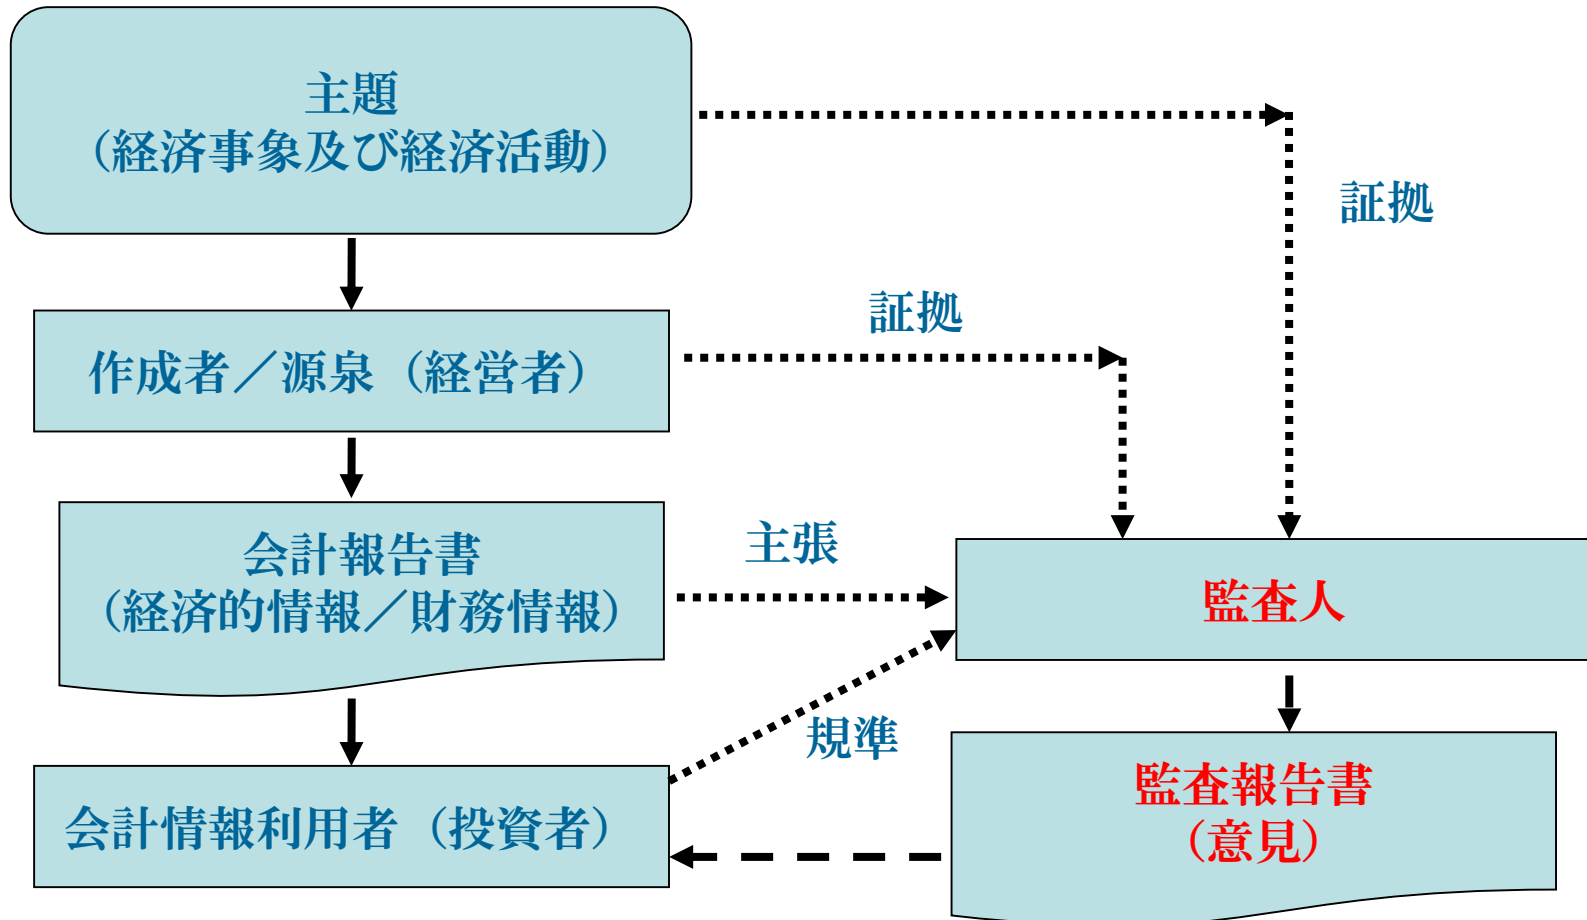 主題
（経済事象及び経済活動）
証拠
証拠
作成者／源泉（経営者）
会計報告書
（経済的情報／財務情報）
主張
監査人
規準
会計情報利用者（投資者）
監査報告書
（意見）